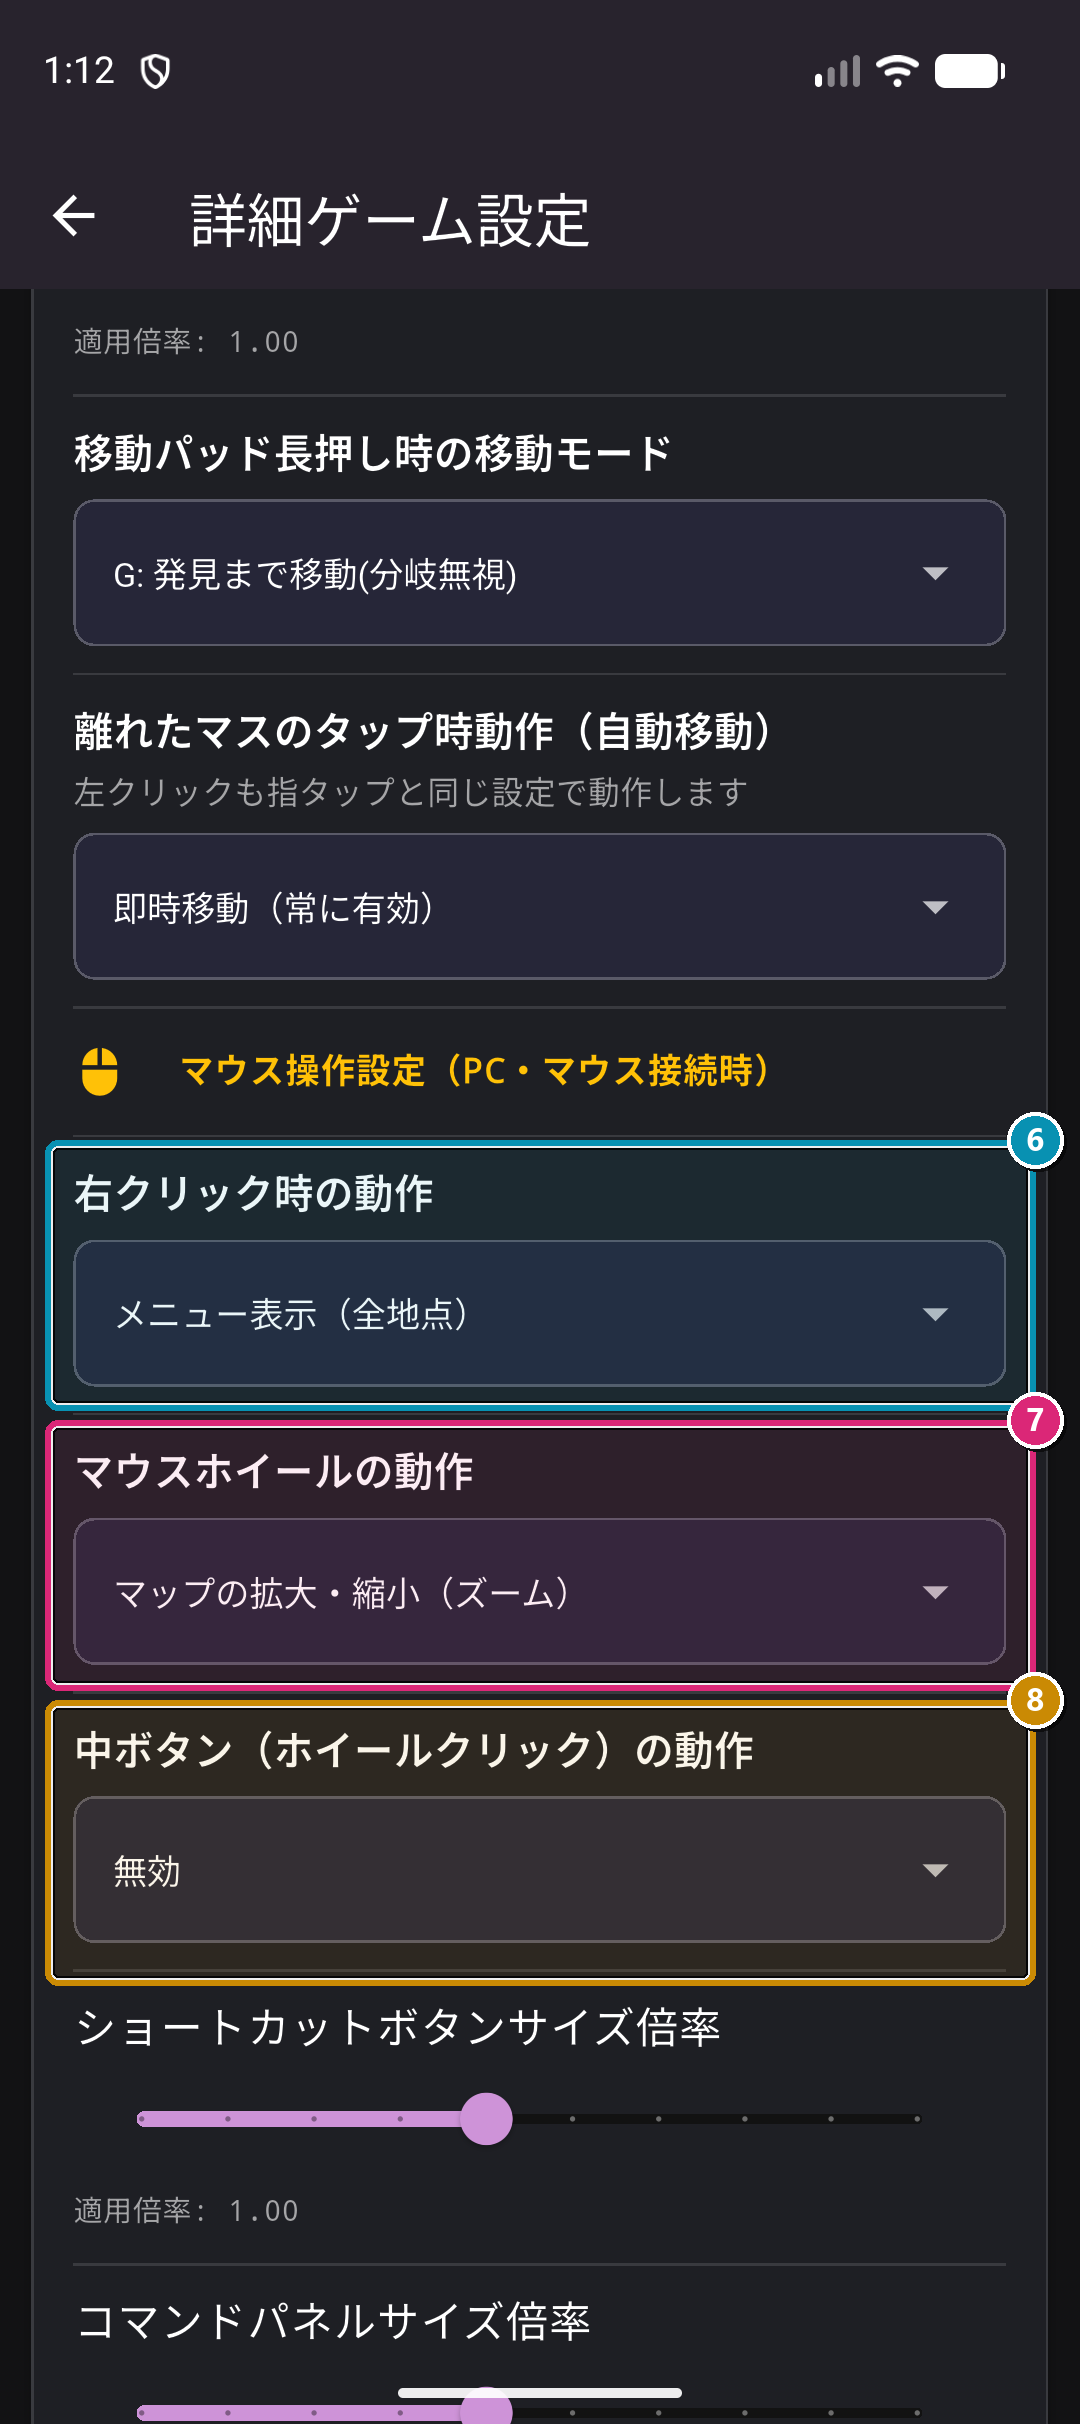 1:12
詳細ゲーム設定
適用倍率: 1.00
移動パッド長押し時の移動モード
G: 発見まで移動(分岐無視)
離れたマスのタップ時動作（自動移動）
左クリックも指タップと同じ設定で動作します
即時移動（常に有効）
マウス操作設定（PC・マウス接続時）
6
右クリック時の動作
メニュー表示（全地点）
7
マウスホイールの動作
マップの拡大・縮小（ズーム）
8
中ボタン（ホイールクリック）の動作
無効
ショートカットボタンサイズ倍率
適用倍率: 1.00
コマンドパネルサイズ倍率